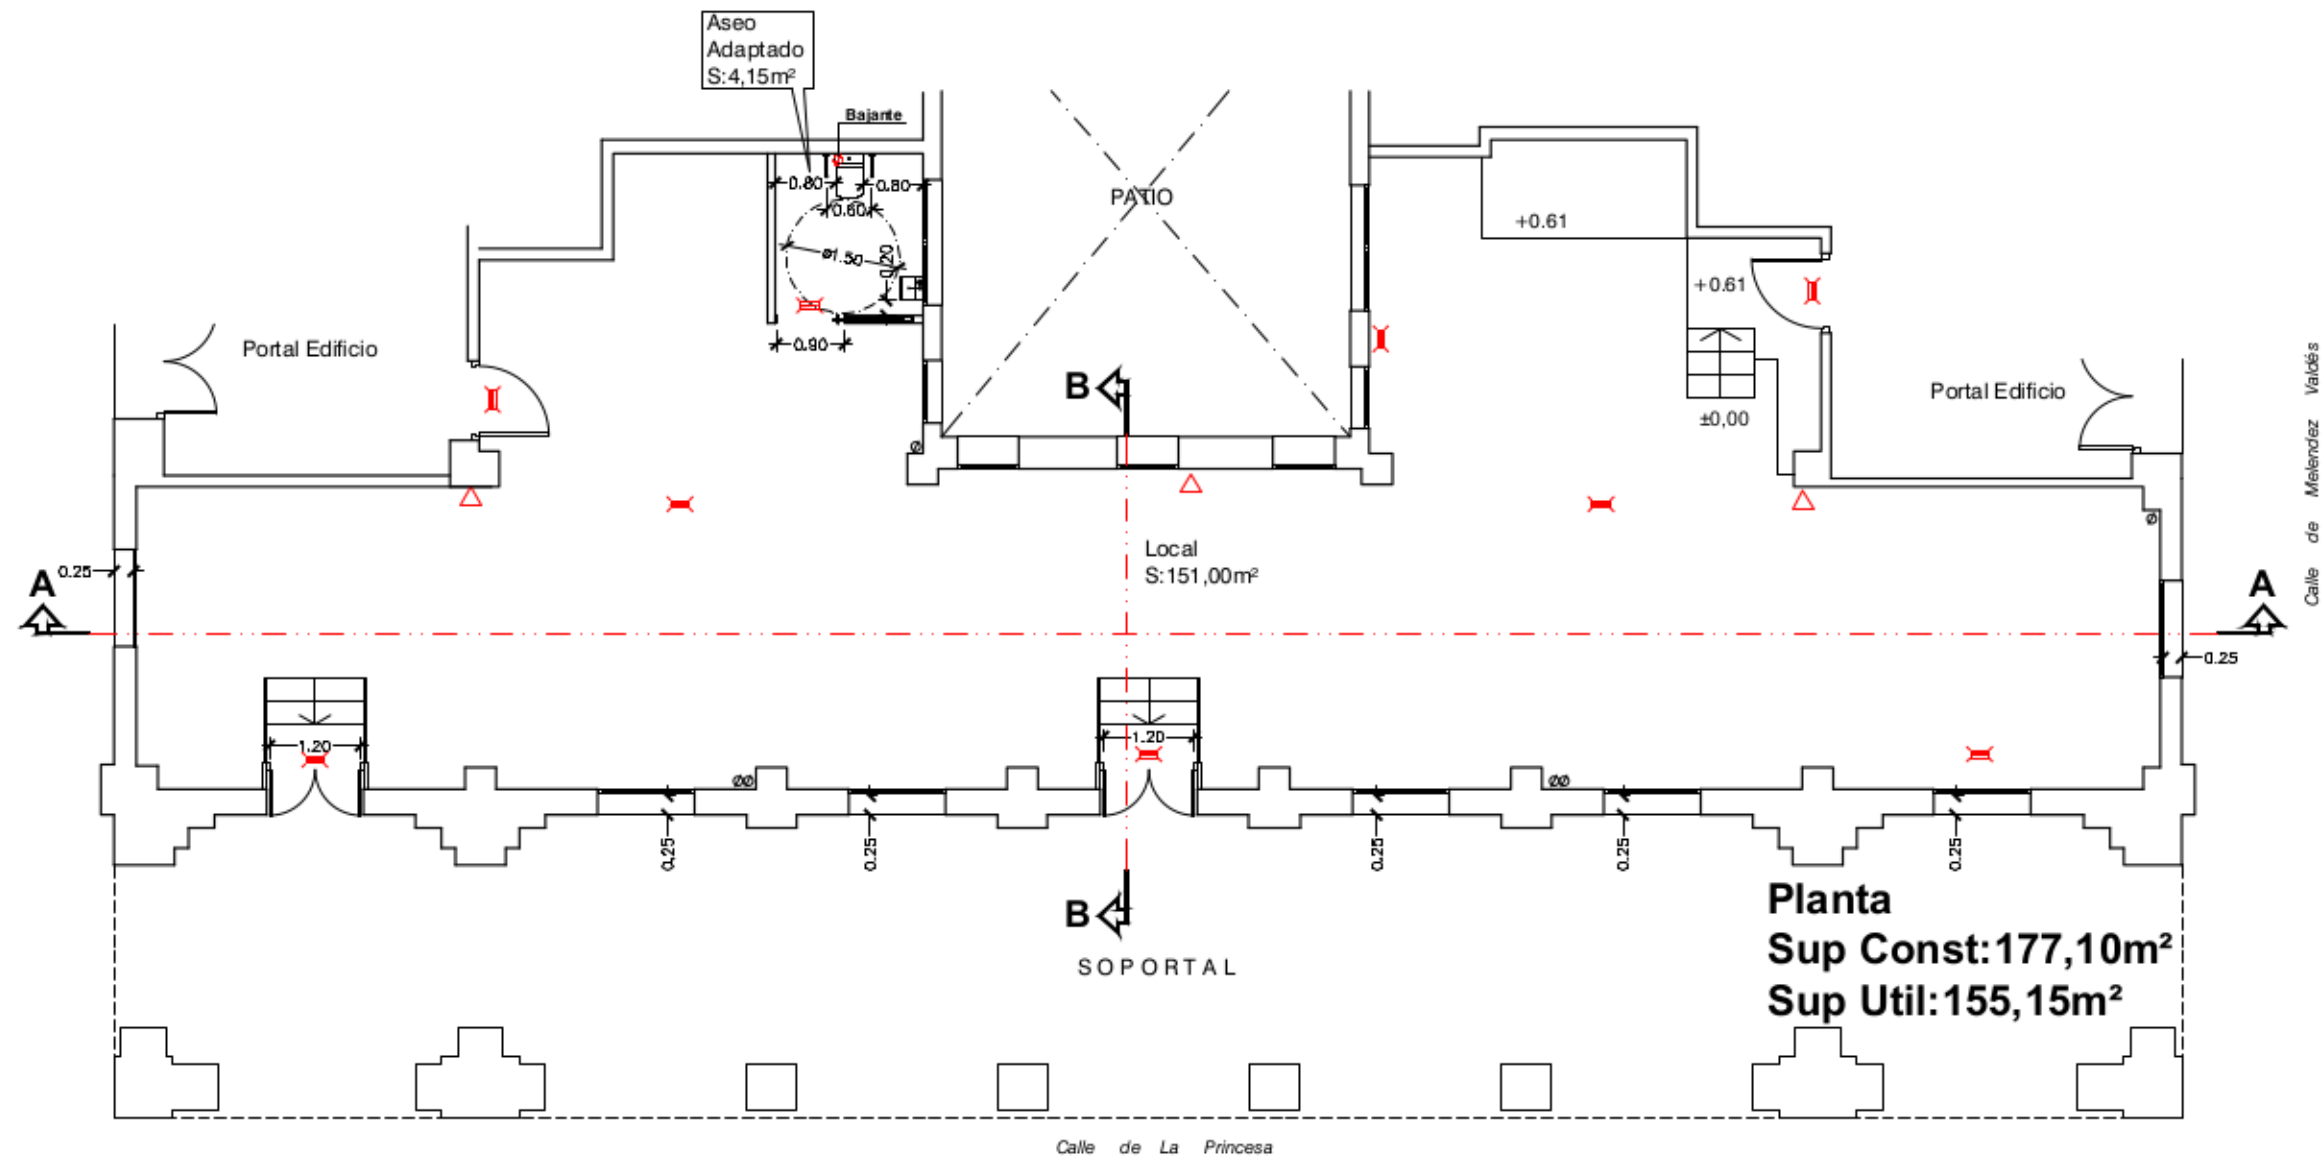 Aseo
Adaptado
S:4,15m²
Bajante
0.80
0.80
0.60
PATIO
+0.61
ø1.50
0.20
+0.61
Portal Edificio
0.90
B
Portal Edificio
±0,00
Calle de Melendez Valdés
Local
S:151,00m²
A
0.25
A
0.25
1.20
1.20
0.25
0.25
0.25
0.25
0.25
B
Planta
Sup Const:177,10m²
Sup Util:155,15m²
SOPORTAL
Calle de La Princesa